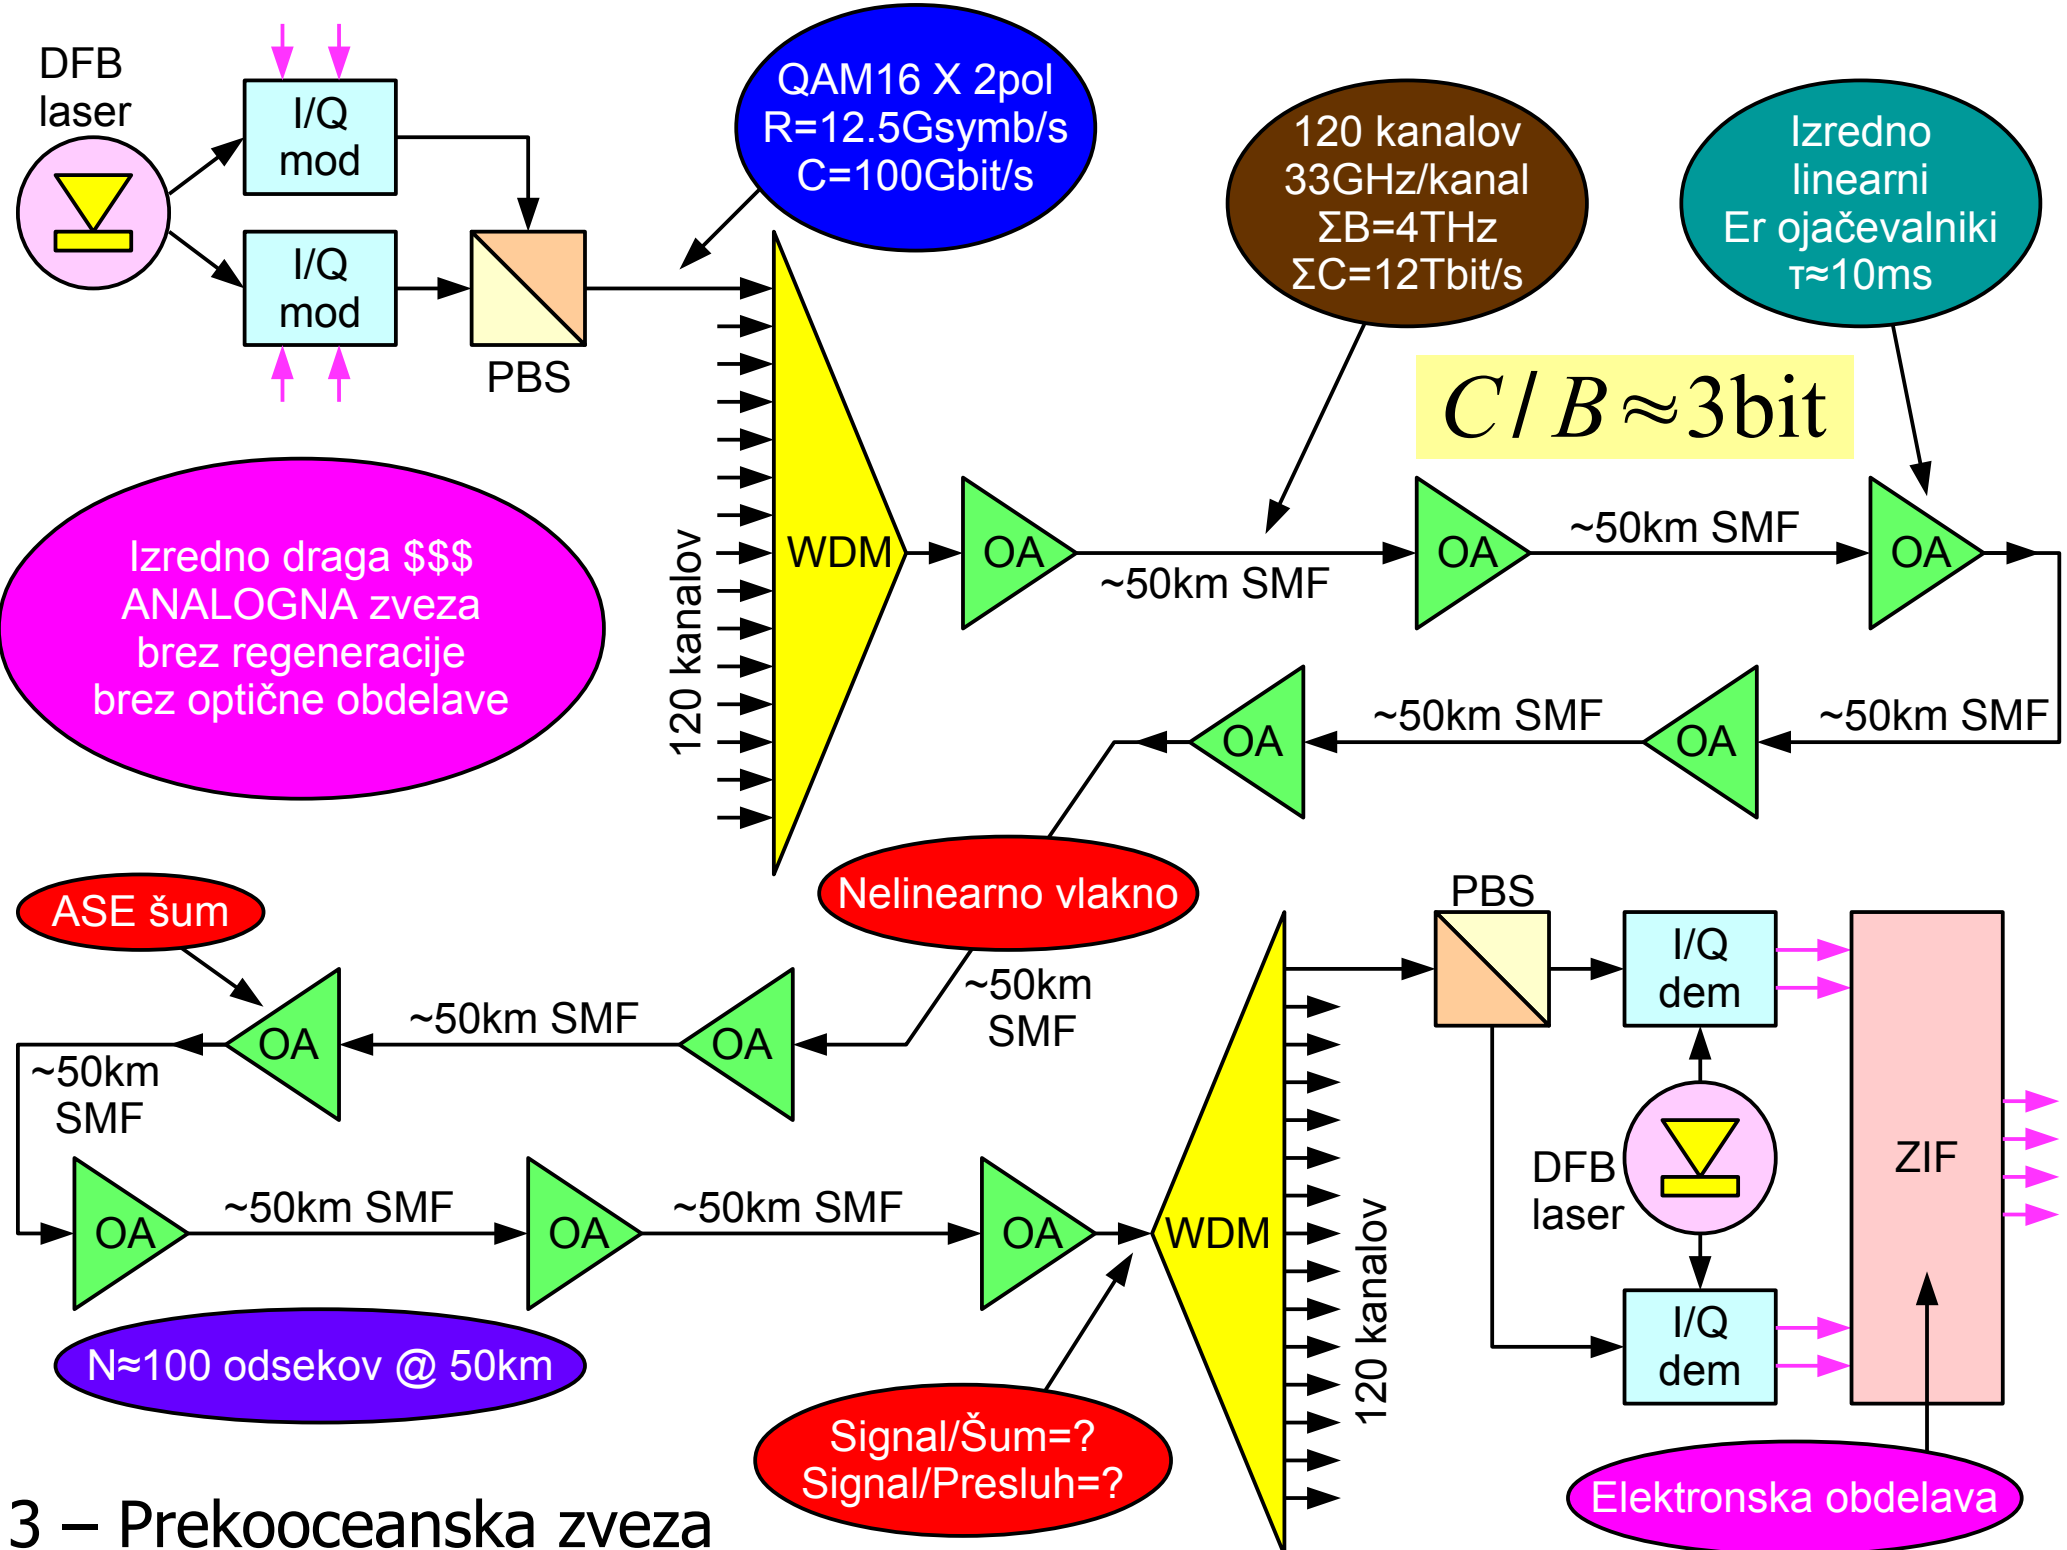 DFB
laser
I/Q
mod
I/Q
mod
PBS
QAM16 X 2pol
R=12.5Gsymb/s
C=100Gbit/s
120 kanalov
33GHz/kanal
ΣB=4THz
ΣC=12Tbit/s
Izredno
linearni
Er ojačevalniki
τ≈10ms
C/B≈3bit
Izredno draga $$$
ANALOGNA zveza
brez regeneracije
brez optične obdelave
120 kanalov
WDM
OA
~50km SMF
OA
~50km SMF
OA
~50km SMF
OA
~50km SMF
OA
Nelinearno vlakno
~50km
SMF
OA
~50km SMF
OA
ASE šum
~50km
SMF
OA
~50km SMF
OA
~50km SMF
OA
N≈100 odsekov @ 50km
Signal/Šum=?
Signal/Presluh=?
WDM
120 kanalov
PBS
I/Q
dem
DFB
laser
I/Q
dem
ZIF
Elektronska obdelava
3 – Prekooceanska zveza